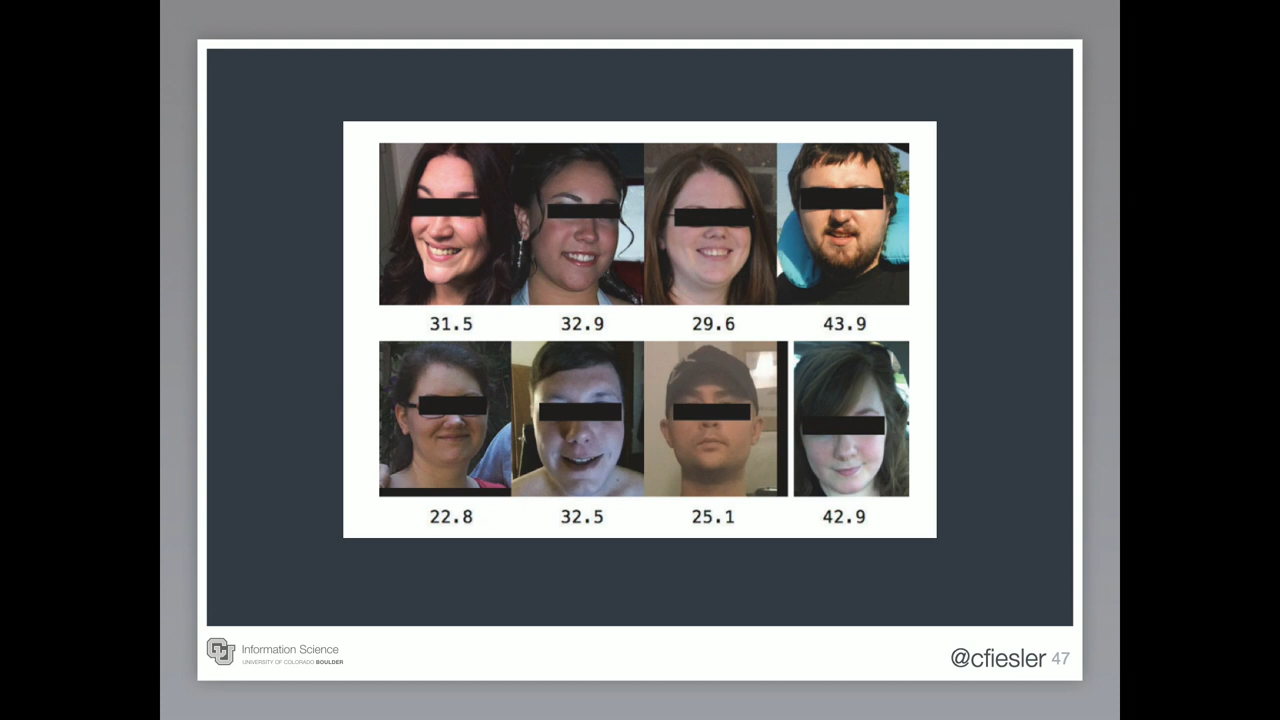 31.5 32.9 29.6 43.9
22.8 32.5 25.1 42.9
Information Science
UNIVERSITY OF COLORADO BOULDER
@cfiesler 47